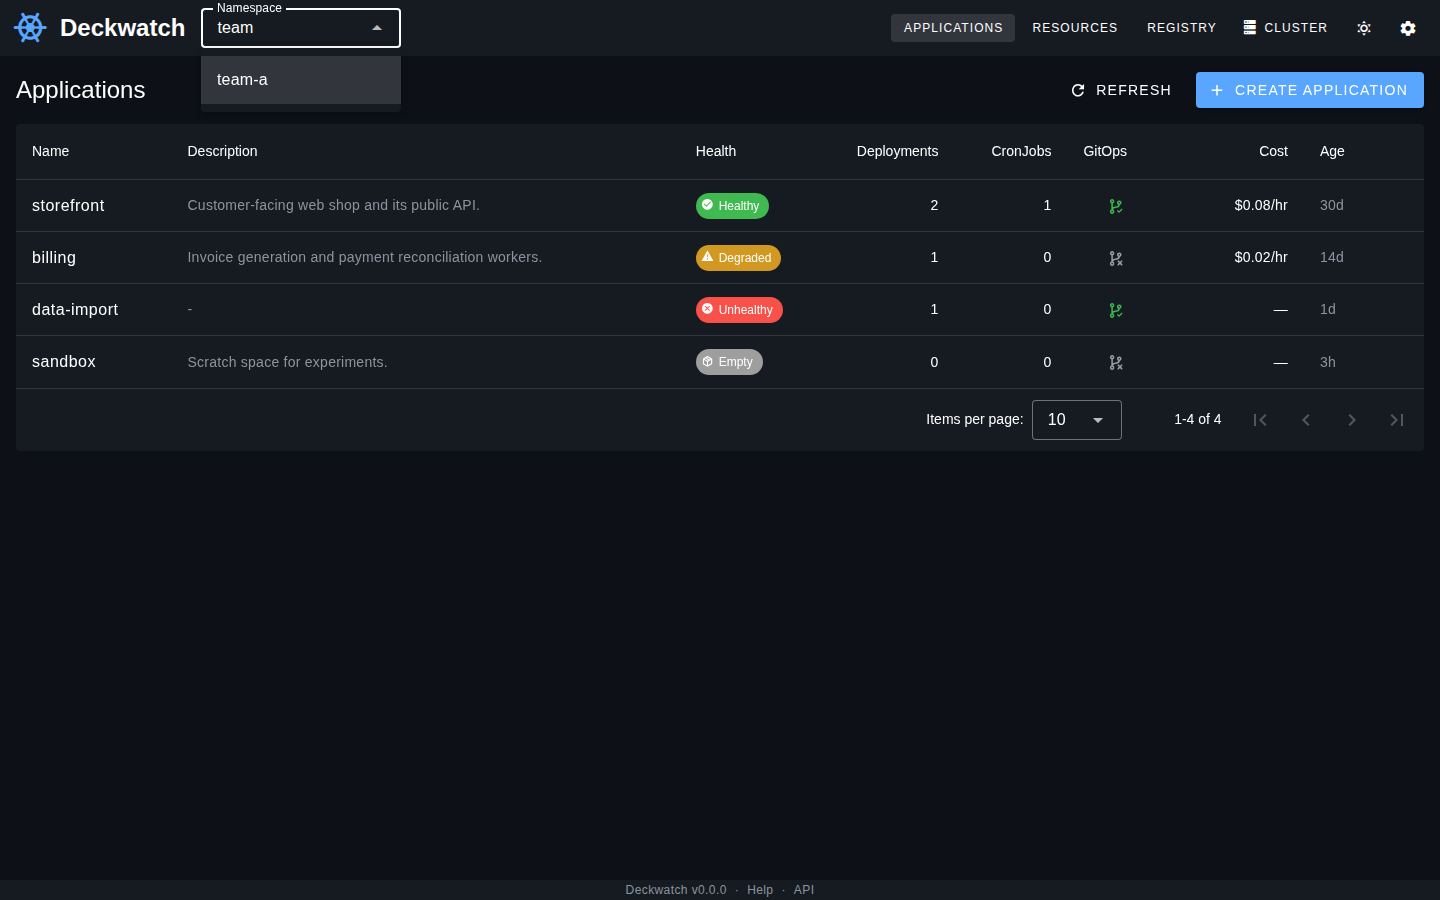 Deckwatch
Namespace
team
APPLICATIONS RESOURCES REGISTRY CLUSTER
team-a
Applications
REFRESH CREATE APPLICATION
Name Description Health Deployments CronJobs GitOps Cost Age
storefront Customer-facing web shop and its public API. Healthy 2 1 $0.08/hr 30d
billing Invoice generation and payment reconciliation workers. Degraded 1 0 $0.02/hr 14d
data-import - Unhealthy 1 0 — 1d
sandbox Scratch space for experiments. Empty 0 0 — 3h
Items per page: 10 1-4 of 4
Deckwatch v0.0.0 · Help · API